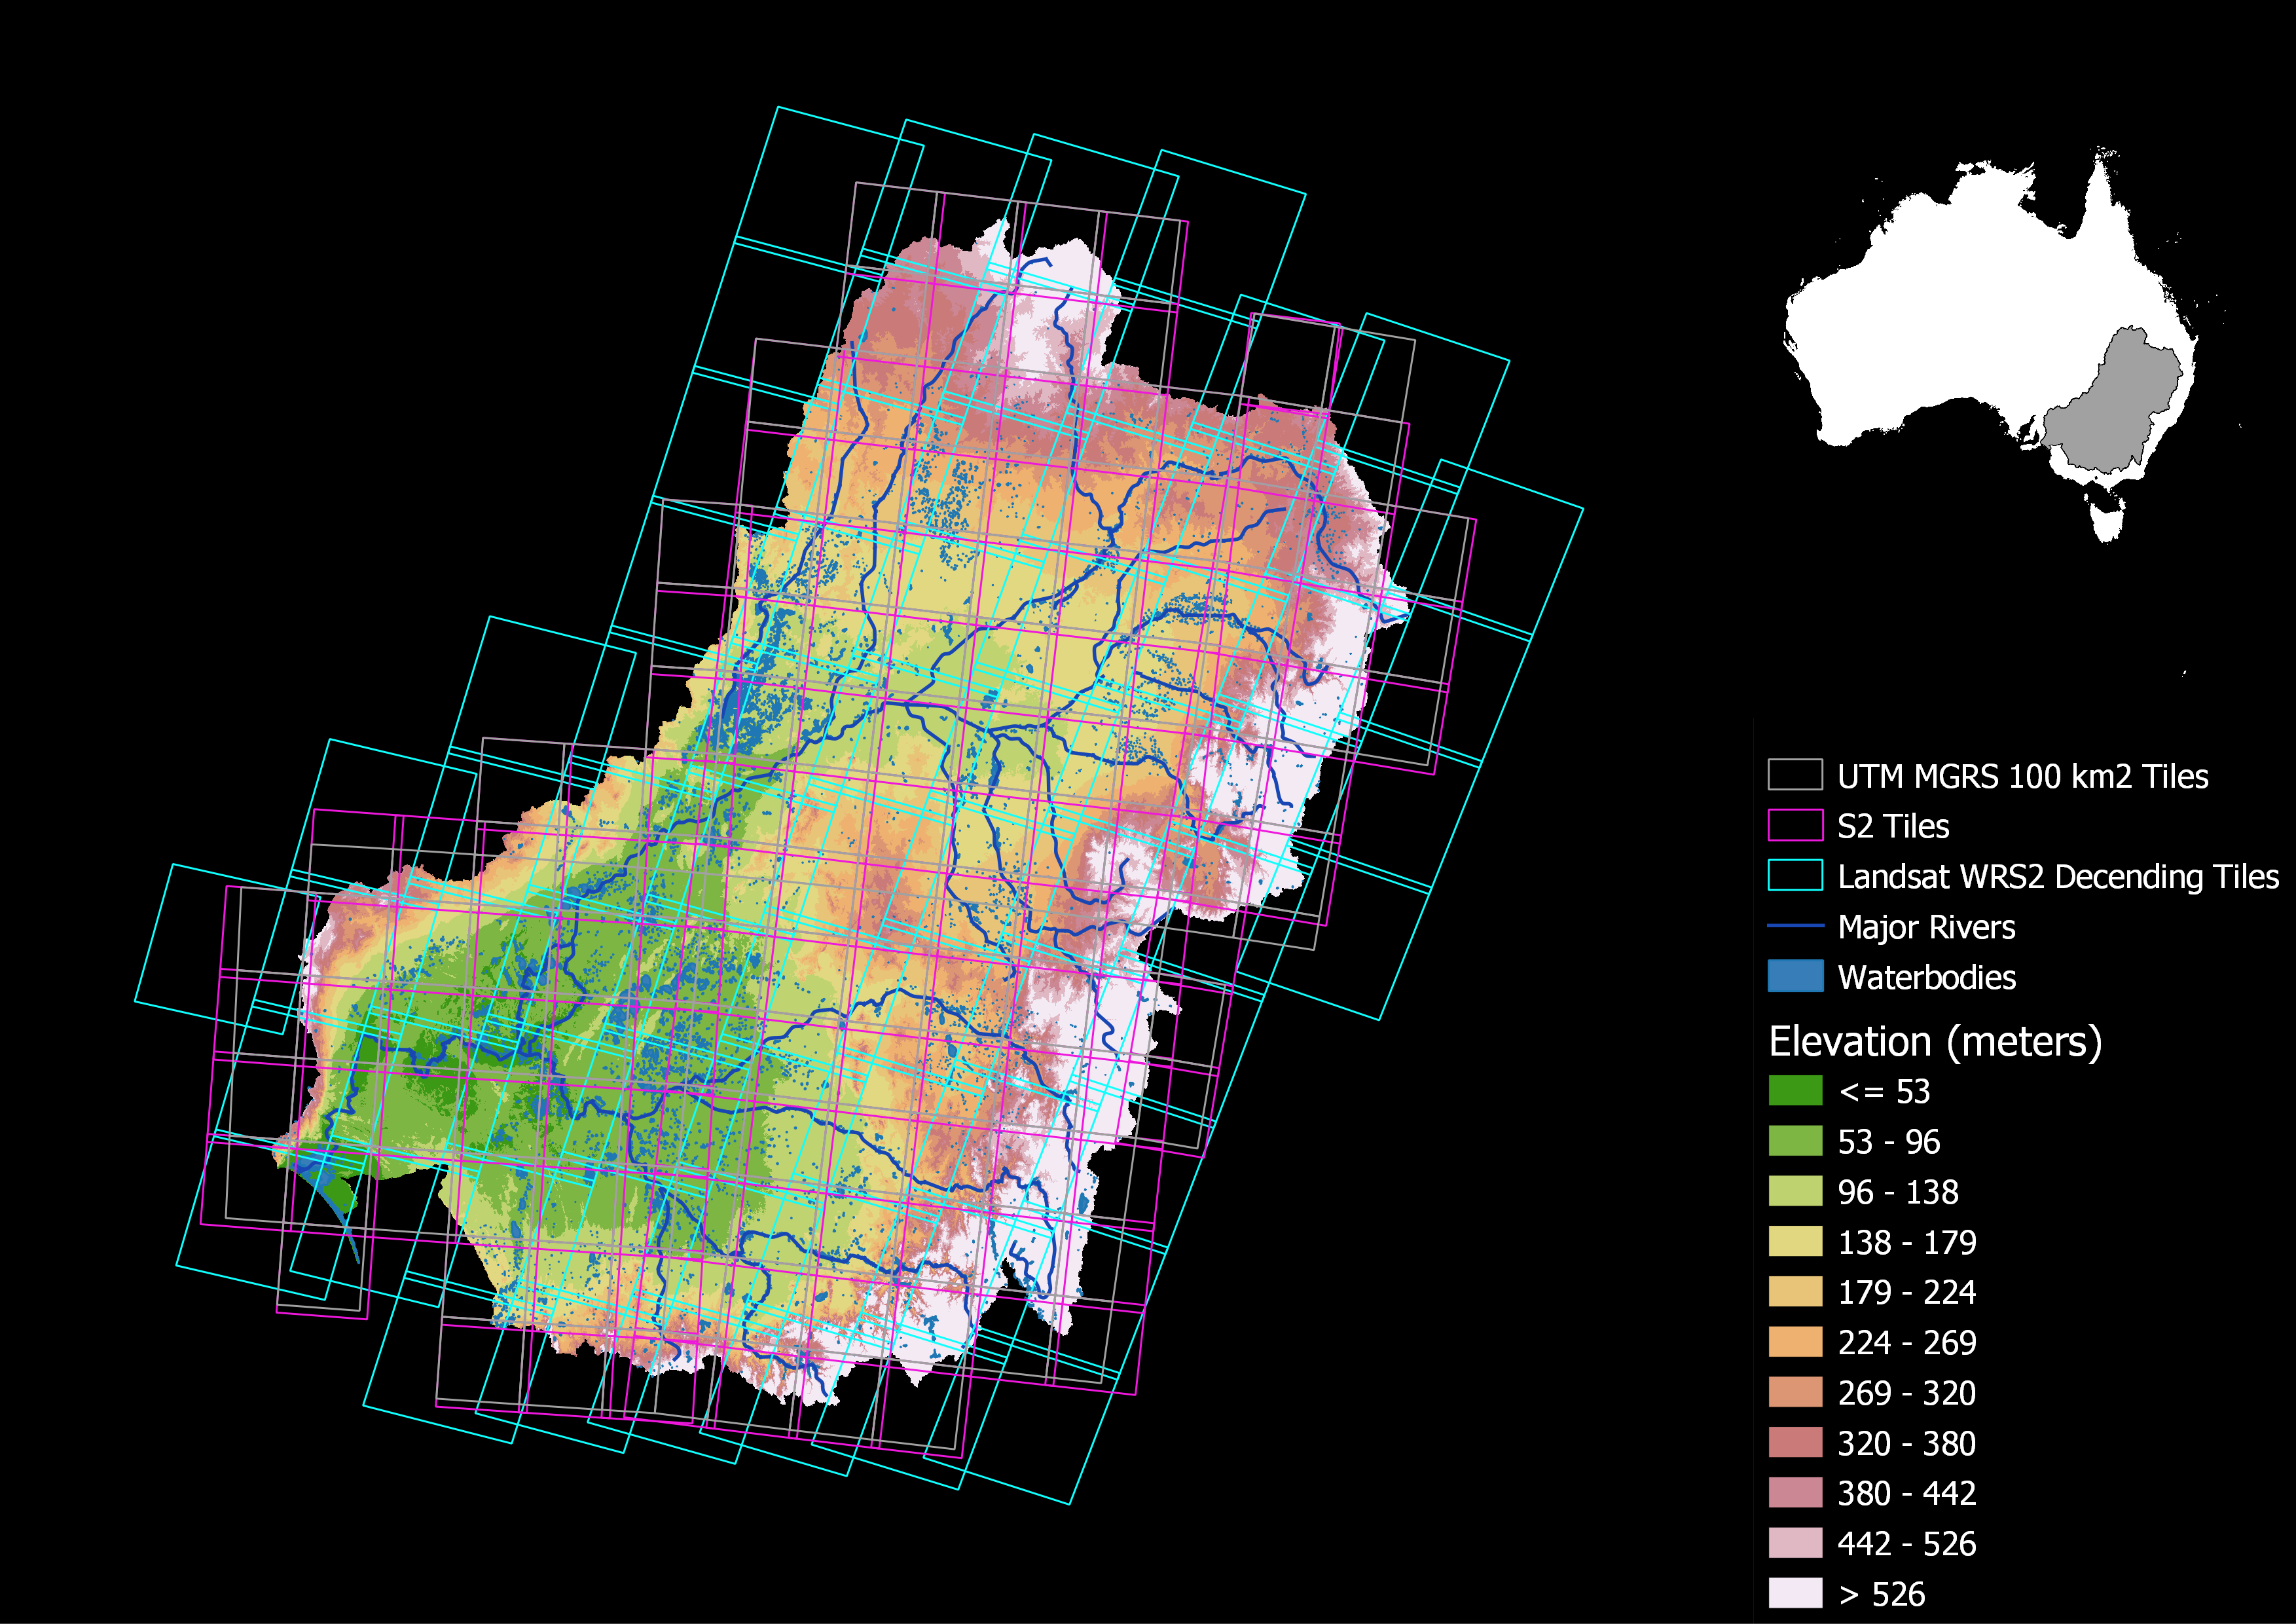 UTM MGRS 100 km2 Tiles
S2 Tiles
Landsat WRS2 Decending Tiles
Major Rivers
Waterbodies
Elevation (meters)
<= 53
53 - 96
96 - 138
138 - 179
179 - 224
224 - 269
269 - 320
320 - 380
380 - 442
442 - 526
> 526